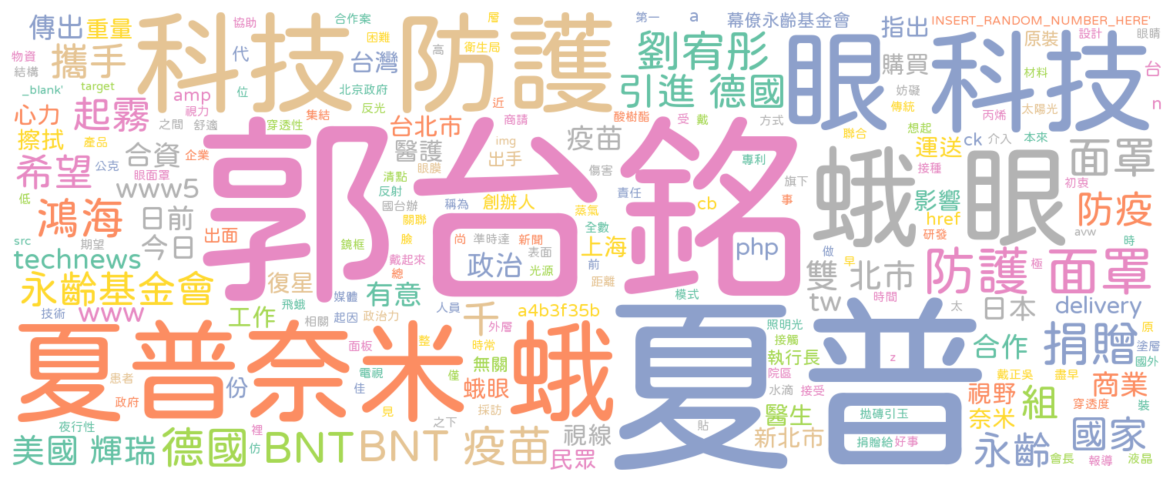 傳出 重量 科技 防護 合作案 困難 協助 層 高 衛生局 第一 a 幕僚永齡基金會 指出 INSERT_RANDOM_NUMBER_HERE'
物資 結構 攜手 代 台灣 劉宥彤 眼 科技 購買 原裝 設計 眼睛
_blank' target amp 視力 位 北京政府 反光 近 引進 德國 妨礙 材料 台
心力 起霧 之間 舒適 穿透性 集結 商請 酸樹酯 受 戴 方式 傳統 丙烯 太陽光 n
擦拭 產品 台北市 疫苗 聯合 想起 ck 介入 本來
希望 合資 企業 醫護 img 出手 專利 蛾 眼 運送 接種 面罩
低 公克 眼面罩 www5 郭台銘 眼膜 傷害 旗下 影響 初衷
鴻海 日前 清點 反射 國台辦 稱為 創辦人 責任 事 href 研發 防疫
src 期望 今日 出面 開聯 蒸氣 cb 全數 avw
technews 鏡框 臉 尚 準時達 新聞 表面 上海 php 做 時
永齡基金會 復星 戴起來 總 政治 光源 前 距離 早 雙 北市 防護 面罩 極
技術 www 飛蛾 媒體 有意 人員 模式 時間 tw 太 日本 delivery
工作 相關 起因 政治力 千 a4b3f35b 外層 照明光 原
夏普奈米 蛾 面板 整 時常 無關 夏普 接觸 執行長 合作 捐贈 塗層 國外
患者 電視 佳 僅 院區 z 戴正吳 盡早
政府 份 見 蛾眼 採訪 水滴 接受 視野 組 穿透度 商業 裝
夜行性 裡 之下 醫生 拋磚引玉 奈米
美國 輝瑞 德國 仿 BNT BNT 疫苗 視線 民眾 貼 新北市 捐贈給 好事 永齡 會長 國家 報導 液晶